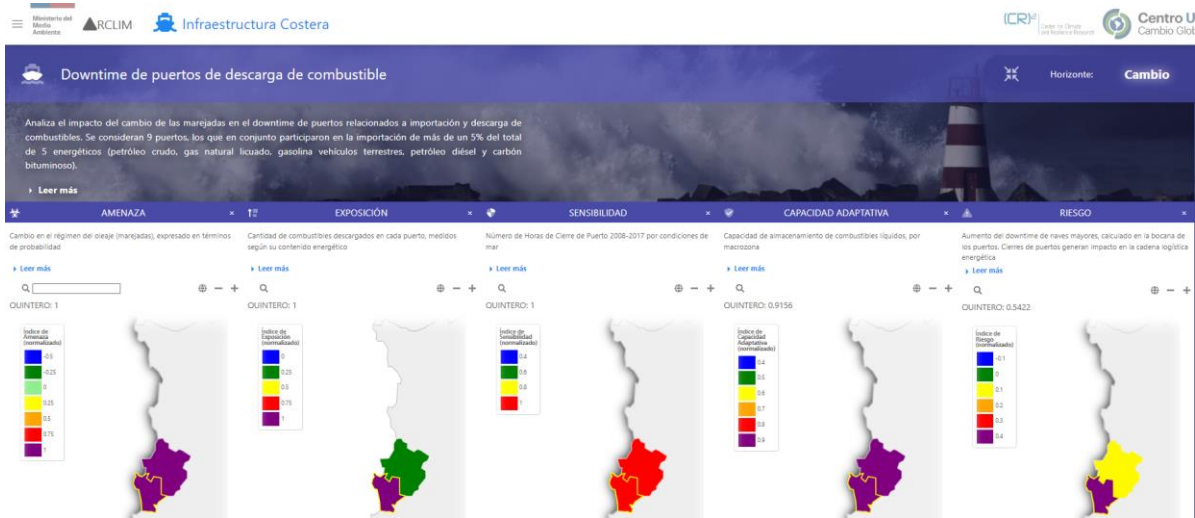 Ministerio del
Medio
Ambiente
ARCLIM
Infraestructura Costera
(CR)2
Center for Climate
and Resilience Research
Centro U
Cambio Glob
Downtime de puertos de descarga de combustible
Horizonte:
Cambio
Analiza el impacto del cambio de las marejadas en el downtime de puertos relacionados a importación y descarga de
combustibles. Se consideran 9 puertos, los que en conjunto participaron en la importación de más de un 5% del total
de 5 energéticos (petróleo crudo, gas natural licuado, gasolina vehículos terrestres, petróleo diésel y carbón
bituminoso).
Leer más
AMENAZA
EXPOSICIÓN
SENSIBILIDAD
CAPACIDAD ADAPTATIVA
RIESGO
Cambio en el régimen del oleaje (marejadas), expresado en términos
de probabilidad
Leer más
QUINTERO: 1
Índice de
Amenaza
(normalizado)
-0.5
-0.25
0
0.25
0.5
0.75
1
Cantidad de combustibles descargados en cada puerto, medidos
según su contenido energético
Leer más
QUINTERO: 1
Índice de
Exposición
(normalizado)
0
0.25
0.5
0.75
1
Número de Horas de Cierre de Puerto 2008-2017 por condiciones de
mar
Leer más
QUINTERO: 1
Índice de
Sensibilidad
(normalizado)
0.4
0.6
0.8
1
Capacidad de almacenamiento de combustibles líquidos, por
macrozona
Leer más
QUINTERO: 0.9156
Índice de
Capacidad
Adaptativa
(normalizado)
0.4
0.5
0.6
0.7
0.8
0.9
Aumento del downtime de naves mayores, calculado en la bocana de
los puertos. Cierres de puertos generan impacto en la cadena logística
energética
Leer más
QUINTERO: 0.5422
Índice de
Riesgo
(normalizado)
-0.1
0
0.1
0.2
0.3
0.4